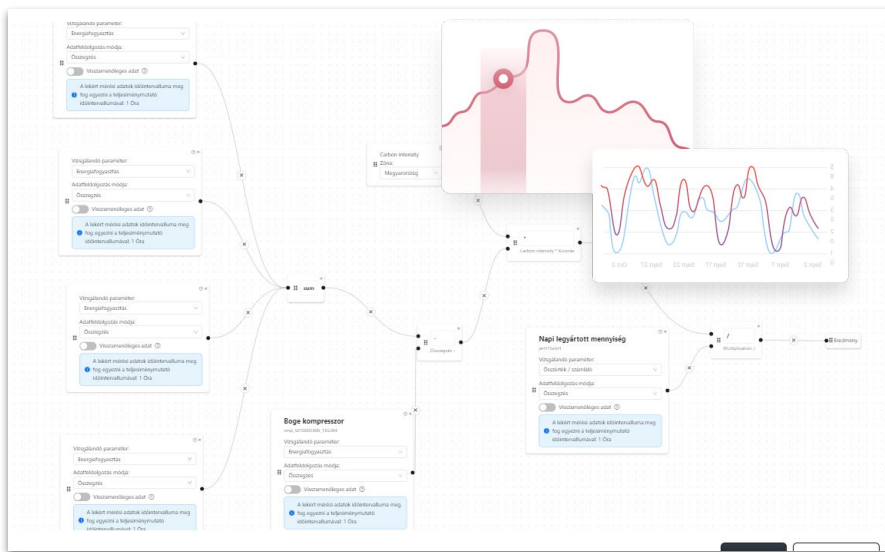 Vizsgálandó paraméter:
Energiafogyasztás
Adatfeldolgozás módja:
Összegzés
Visszamenőleges adat
A lekért mérési adatok időintervalluma meg
fog egyezni a teljesítménymutató
időintervallumával: 1 Óra
Vizsgálandó paraméter:
Energiafogyasztás
Adatfeldolgozás módja:
Összegzés
Visszamenőleges adat
A lekért mérési adatok időintervalluma meg
fog egyezni a teljesítménymutató
időintervallumával: 1 Óra
Carbon intensity
Zóna:
Magyarország
Carbon intensity * Különbs
Vizsgálandó paraméter:
Energiafogyasztás
Adatfeldolgozás módja:
Összegzés
Visszamenőleges adat
A lekért mérési adatok időintervalluma meg
fog egyezni a teljesítménymutató
időintervallumával: 1 Óra
sum
-
Összegzés -
Napi legyártott mennyiség
Vizsgálandó paraméter:
Összérték / számláló
Adatfeldolgozás módja:
Összegzés
Visszamenőleges adat
A lekért mérési adatok időintervalluma meg
fog egyezni a teljesítménymutató
időintervallumával: 1 Óra
/
Multiplikation /
Eredmény
Boge kompresszor
Vizsgálandó paraméter:
Energiafogyasztás
Adatfeldolgozás módja:
Összegzés
Visszamenőleges adat
A lekért mérési adatok időintervalluma meg
fog egyezni a teljesítménymutató
időintervallumával: 1 Óra
Vizsgálandó paraméter:
Energiafogyasztás
Adatfeldolgozás módja:
Összegzés
Visszamenőleges adat
A lekért mérési adatok időintervalluma meg
fog egyezni a teljesítménymutató
időintervallumával: 1 Óra